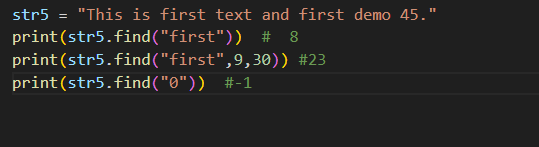 str5 = "This is first text and first demo 45."
print(str5.find("first"))  #  8
print(str5.find("first",9,30)) #23
print(str5.find("0"))  #-1